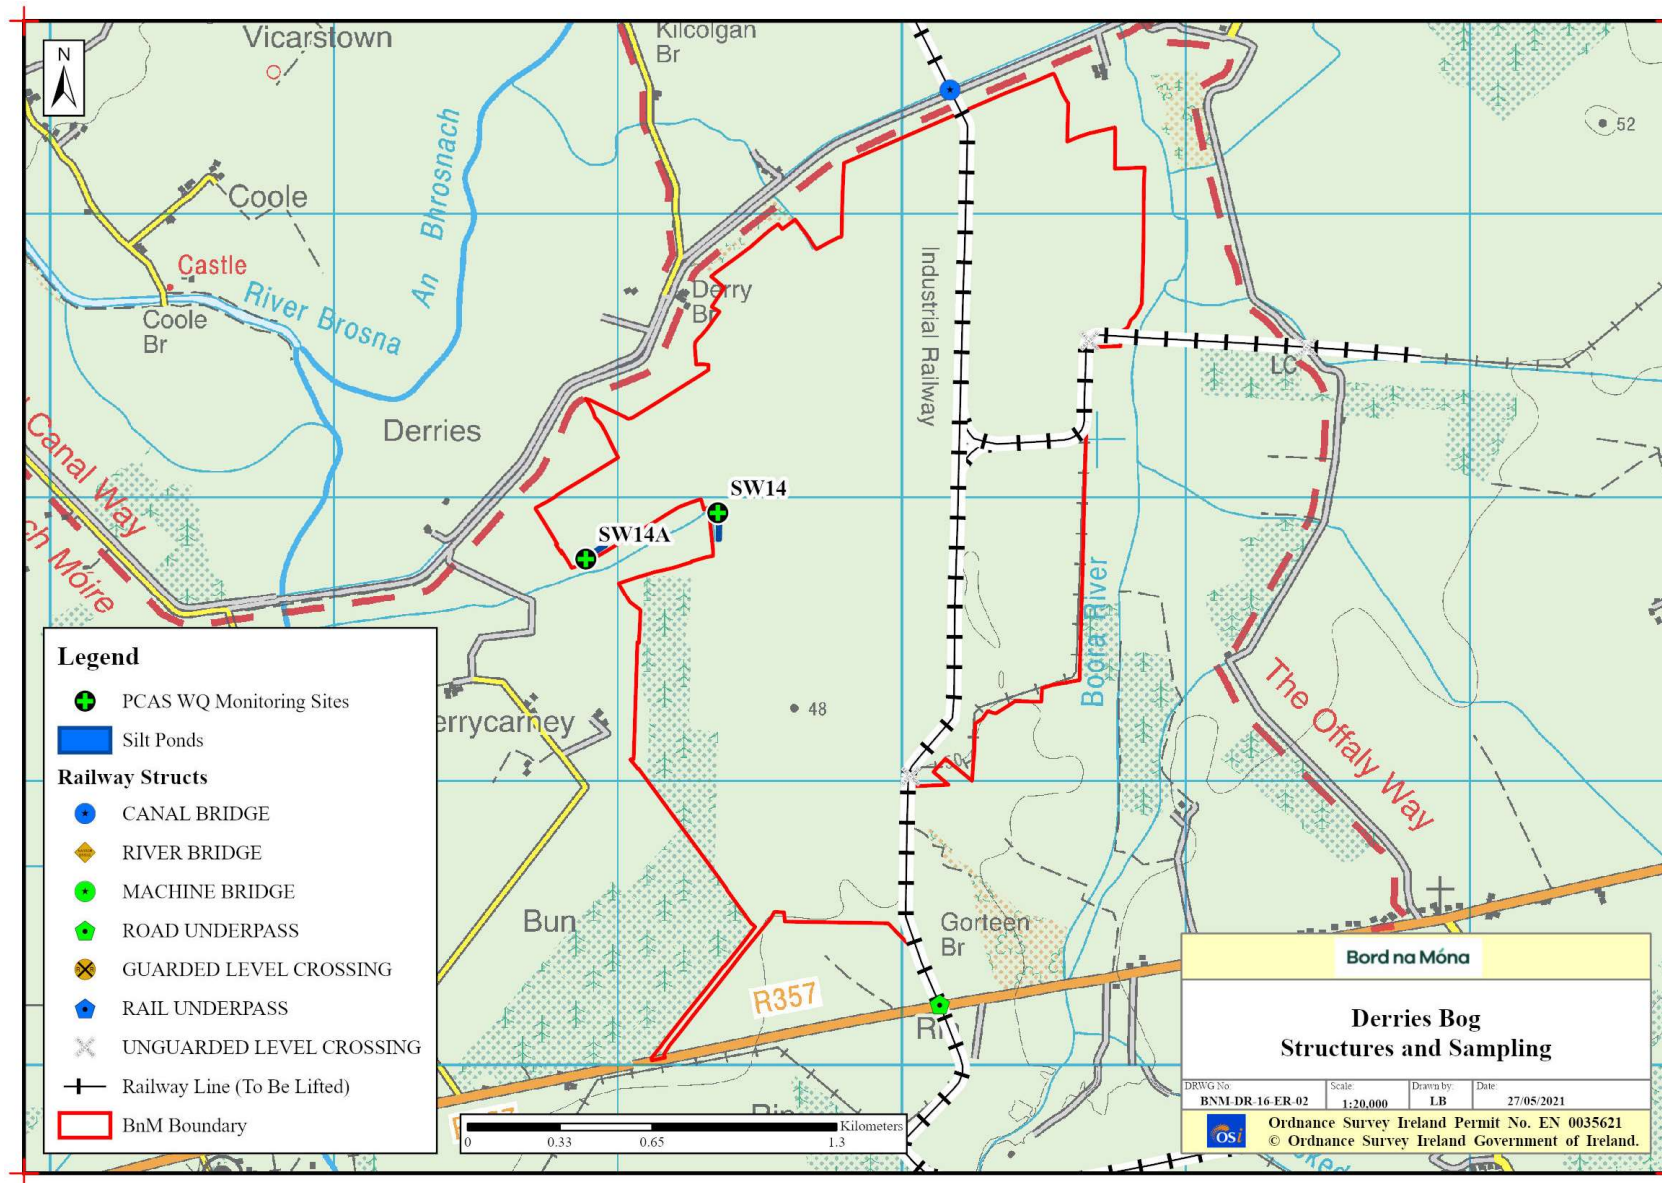 N
Vicarstown
Kilcolgan
Br
52
An Bhrosnach
Coole
Castle
River Brosna
Coole
Br
Derry
Br
Industrial Railway
LC
Derries
Canal Way
Móire
SW14
SW14A
Boora River
48
50
The Offaly Way
Bun
Gorteen
Br
R357
Legend
PCAS WQ Monitoring Sites
Silt Ponds
Railway Structs
CANAL BRIDGE
RIVER BRIDGE
MACHINE BRIDGE
ROAD UNDERPASS
GUARDED LEVEL CROSSING
RAIL UNDERPASS
UNGUARDED LEVEL CROSSING
Railway Line (To Be Lifted)
BnM Boundary
Kilometers
0 0.33 0.65 1.3
Bord na Móna
Derries Bog
Structures and Sampling
DRWG No: Scale: Drawn by: Date:
BNM-DR-16-ER-02 1:20,000 LB 27/05/2021
OSi
Ordnance Survey Ireland Permit No. EN 0035621
© Ordnance Survey Ireland Government of Ireland.